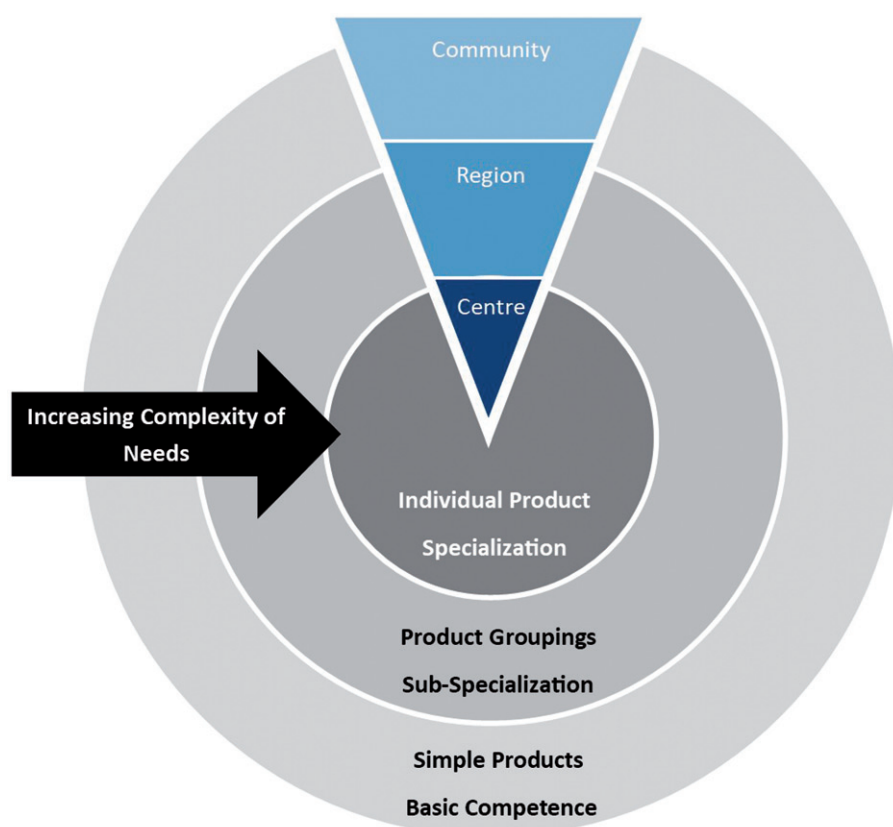 Community
Region
Centre
Increasing Complexity of
Needs
Individual Product
Specialization
Product Groupings
Sub-Specialization
Simple Products
Basic Competence